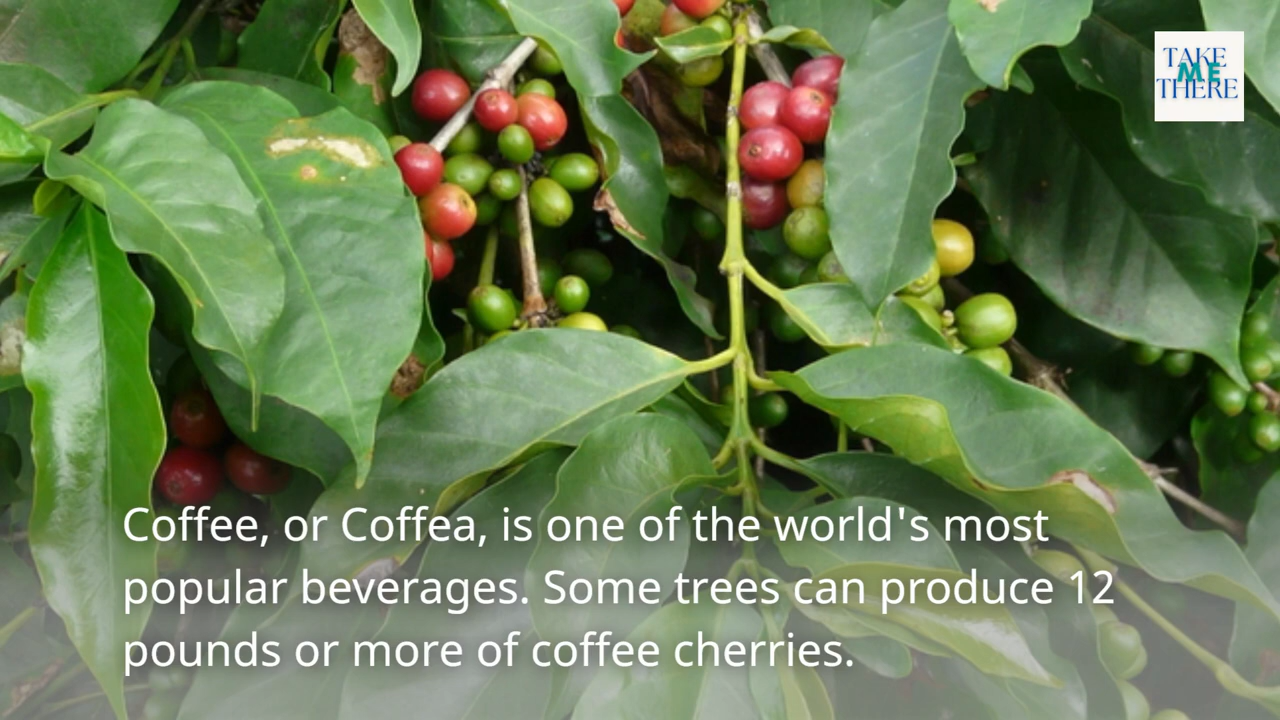 TAKE
ME
THERE
Coffee, or Coffea, is one of the world's most
popular beverages. Some trees can produce 12
pounds or more of coffee cherries.